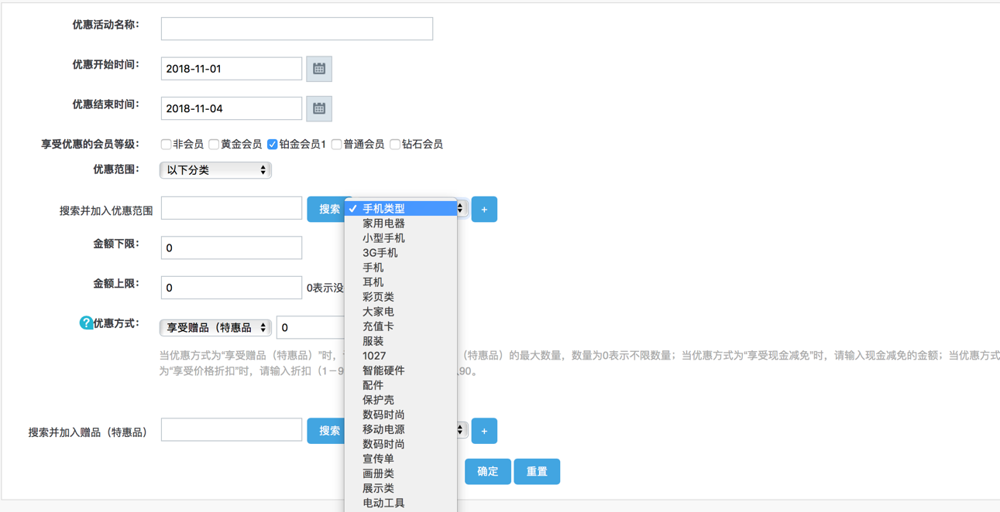 优惠活动名称：
优惠开始时间： 2018-11-01
优惠结束时间： 2018-11-04
享受优惠的会员等级： 非会员 黄金会员 铂金会员1 普通会员 钻石会员
优惠范围： 以下分类
搜索并加入优惠范围 搜索 +
✓ 手机类型
家用电器
小型手机
3G手机
手机
耳机
彩页类
大家电
充值卡
服装
1027
智能硬件
配件
保护壳
数码时尚
移动电源
数码时尚
宣传单
画册类
展示类
电动工具
金额下限： 0
金额上限： 0 0表示没
?优惠方式： 享受赠品（特惠品 0
当优惠方式为“享受赠品（特惠品）”时， （特惠品）的最大数量，数量为0表示不限数量；当优惠方式为“享受现金减免”时，请输入现金减免的金额；当优惠方式
为“享受价格折扣”时，请输入折扣（1－9 90。
搜索并加入赠品（特惠品） 搜索 +
确定 重置